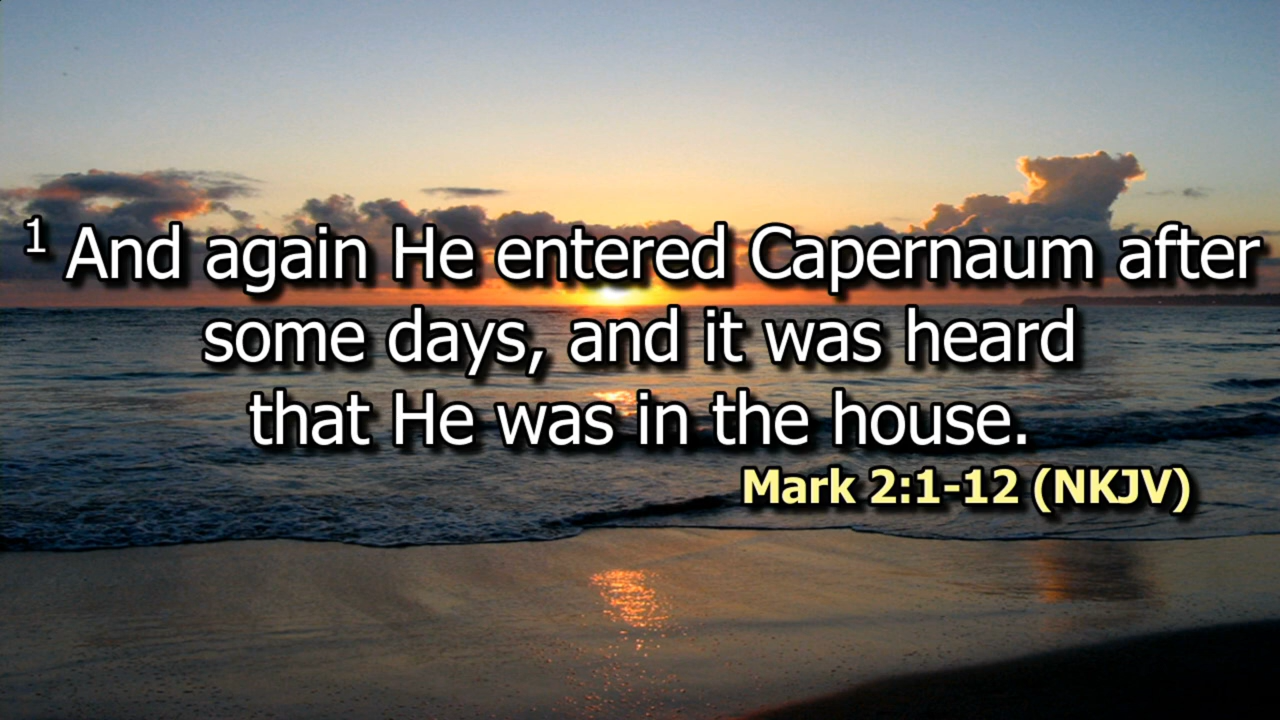 1 And again He entered Capernaum after
some days, and it was heard
that He was in the house.
Mark 2:1-12 (NKJV)